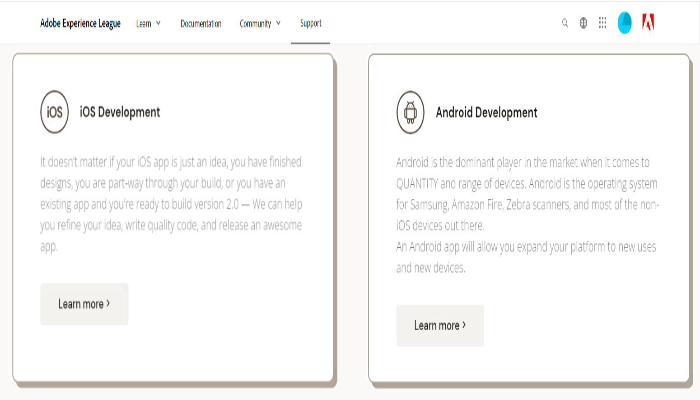 Adobe Experience League Learn Documentation Community Support
iOS iOS Development
It doesn't matter if your iOS app is just an idea, you have finished
designs, you are part-way through your build, or you have an
existing app and you're ready to build version 2.0 — We can help
you refine your idea, write quality code, and release an awesome
app.
Learn more ›
Android Development
Android is the dominant player in the market when it comes to
QUANTITY and range of devices. Android is the operating system
for Samsung, Amazon Fire, Zebra scanners, and most of the non-
iOS devices out there.
An Android app will allow you expand your platform to new uses
and new devices.
Learn more ›